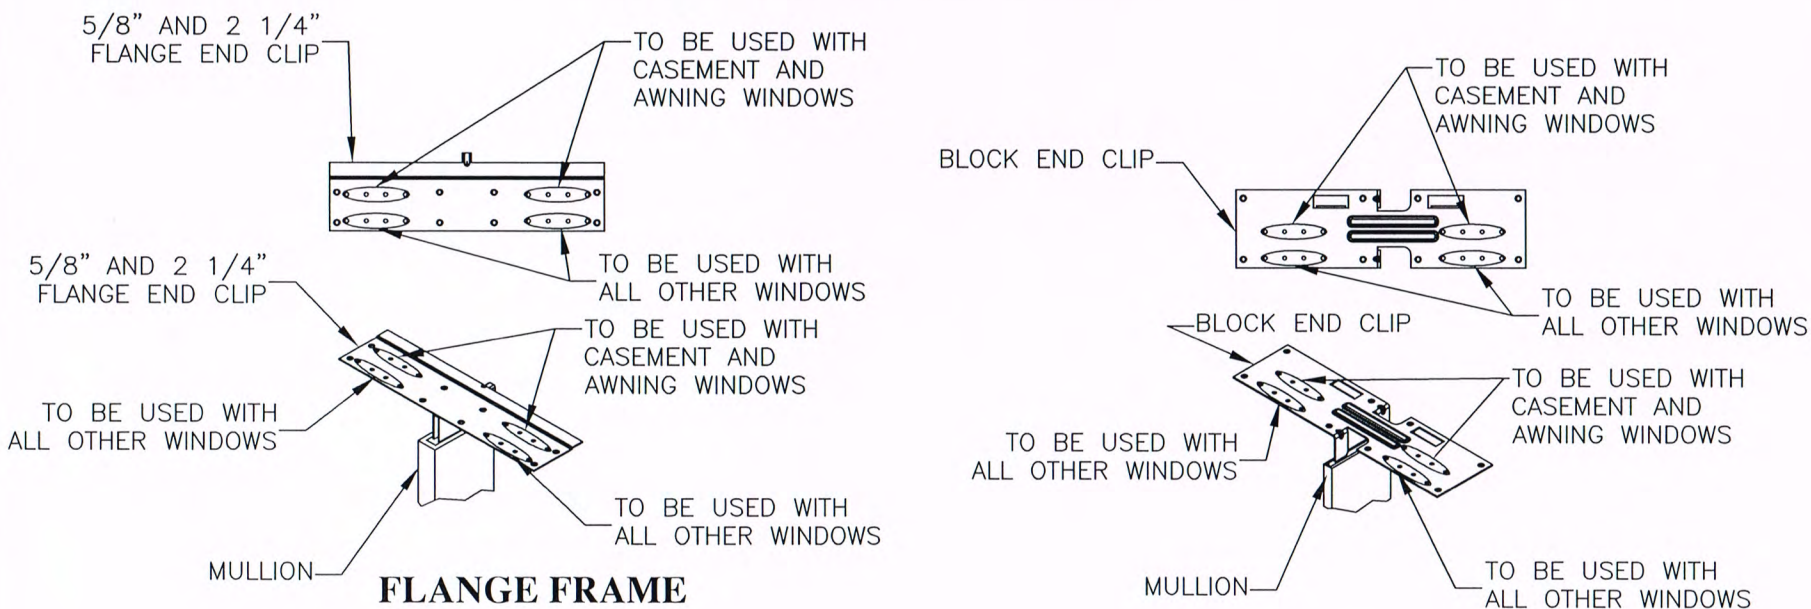 5/8” AND 2 1/4”
FLANGE END CLIP
TO BE USED WITH
CASEMENT AND
AWNING WINDOWS
TO BE USED WITH
ALL OTHER WINDOWS
5/8” AND 2 1/4”
FLANGE END CLIP
TO BE USED WITH
CASEMENT AND
AWNING WINDOWS
TO BE USED WITH
ALL OTHER WINDOWS
TO BE USED WITH
ALL OTHER WINDOWS
MULLION
FLANGE FRAME
TO BE USED WITH
CASEMENT AND
AWNING WINDOWS
BLOCK END CLIP
TO BE USED WITH
ALL OTHER WINDOWS
BLOCK END CLIP
TO BE USED WITH
CASEMENT AND
AWNING WINDOWS
TO BE USED WITH
ALL OTHER WINDOWS
MULLION
TO BE USED WITH
ALL OTHER WINDOWS